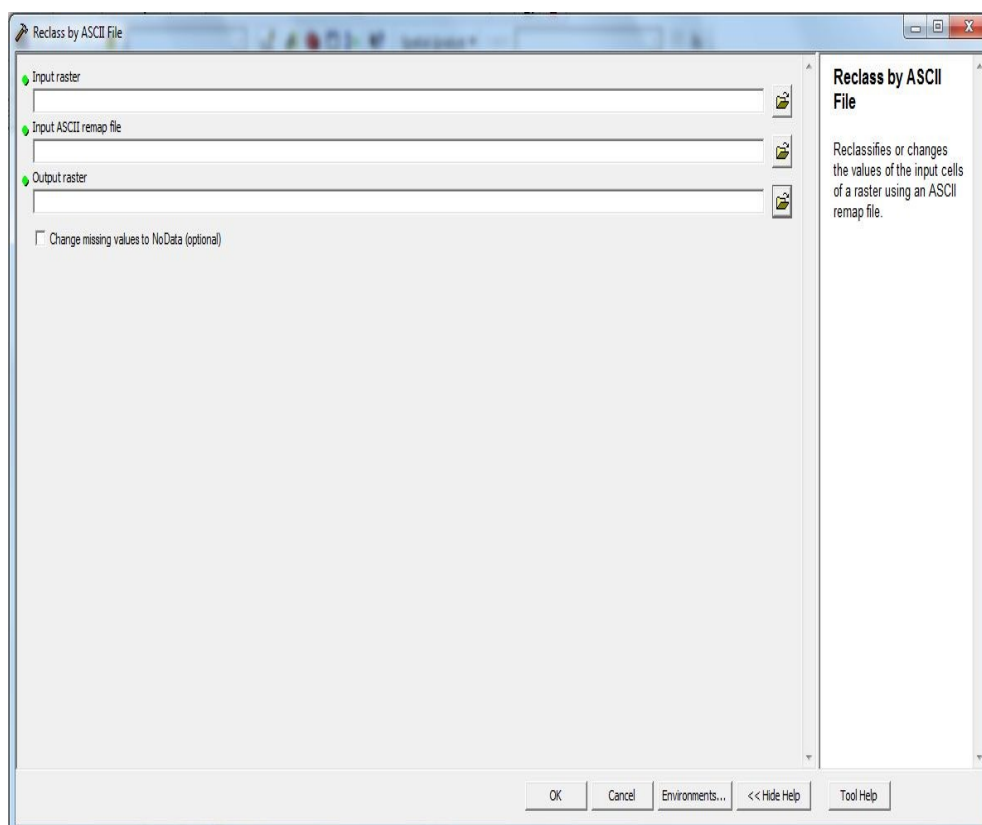 Reclass by ASCII File
Input raster
Input ASCII remap file
Output raster
Change missing values to NoData (optional)
Reclass by ASCII
File
Reclassifies or changes
the values of the input cells
of a raster using an ASCII
remap file.
OK
Cancel
Environments...
<< Hide Help
Tool Help